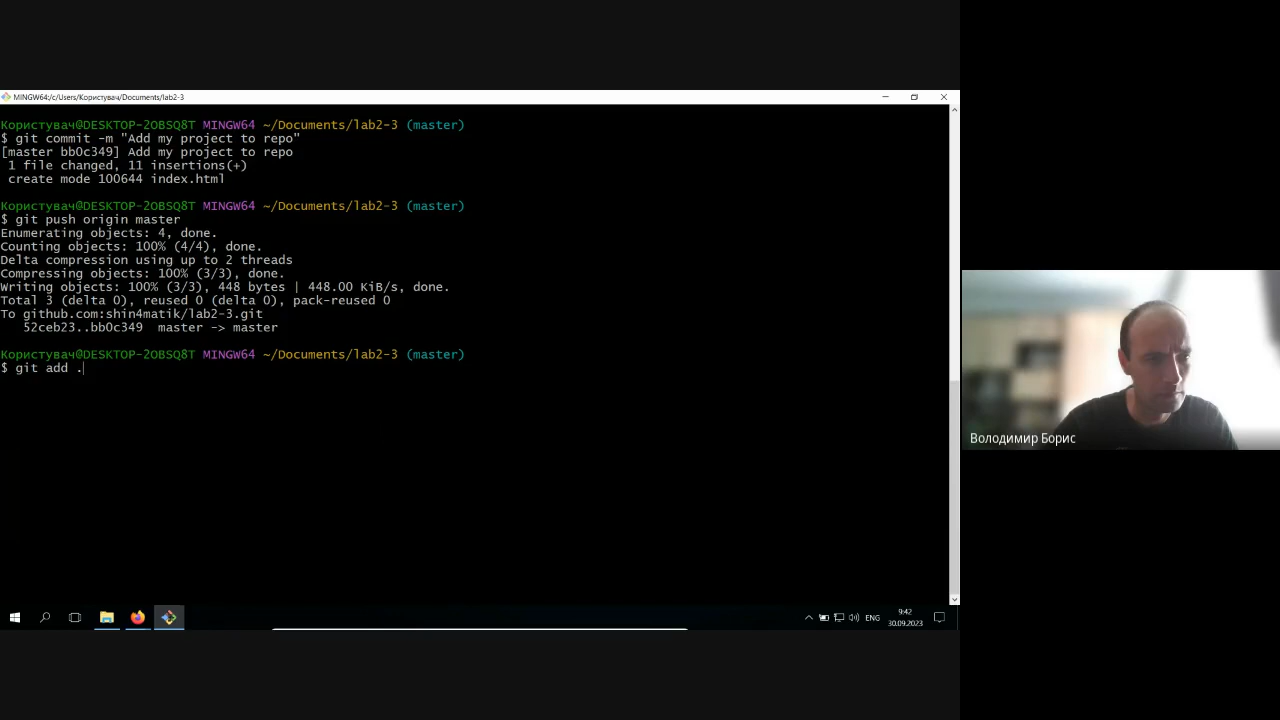 MINGW64:/c/Users/Користувач/Documents/lab2-3
Користувач@DESKTOP-2OBSQ8T MINGW64 ~/Documents/lab2-3 (master)
$ git commit -m "Add my project to repo"
[master bb0c349] Add my project to repo
1 file changed, 11 insertions(+)
create mode 100644 index.html
Користувач@DESKTOP-2OBSQ8T MINGW64 ~/Documents/lab2-3 (master)
$ git push origin master
Enumerating objects: 4, done.
Counting objects: 100% (4/4), done.
Delta compression using up to 2 threads
Compressing objects: 100% (3/3), done.
Writing objects: 100% (3/3), 448 bytes | 448.00 KiB/s, done.
Total 3 (delta 0), reused 0 (delta 0), pack-reused 0
To github.com:shin4matik/lab2-3.git
52ceb23..bb0c349  master -> master
Користувач@DESKTOP-2OBSQ8T MINGW64 ~/Documents/lab2-3 (master)
$ git add .
Володимир Борис
ENG
9:42
30.09.2023